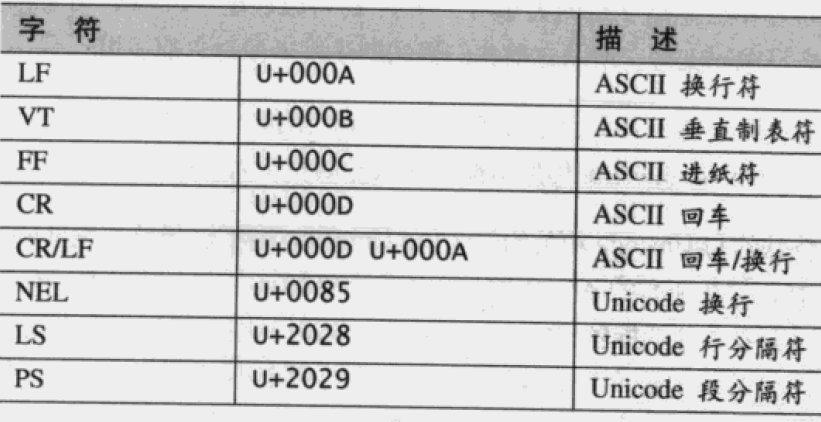 字 符 描 述
LF U+000A ASCII 换行符
VT U+000B ASCII 垂直制表符
FF U+000C ASCII 进纸符
CR U+000D ASCII 回车
CR/LF U+000D U+000A ASCII 回车/换行
NEL U+0085 Unicode 换行
LS U+2028 Unicode 行分隔符
PS U+2029 Unicode 段分隔符